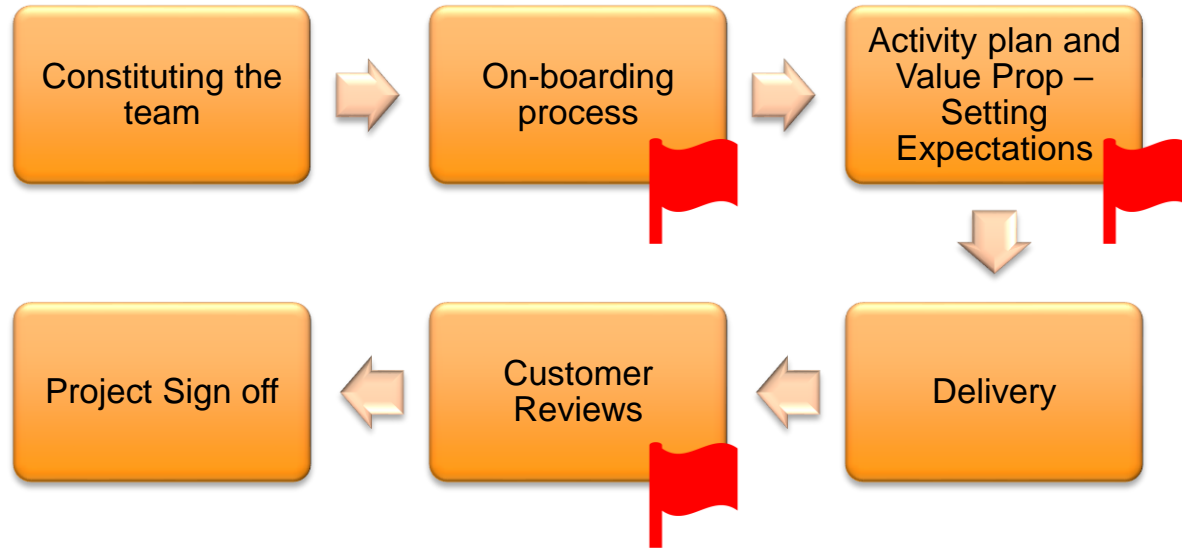 Constituting the
team
On-boarding
process
Activity plan and
Value Prop –
Setting
Expectations
Delivery
Customer
Reviews
Project Sign off